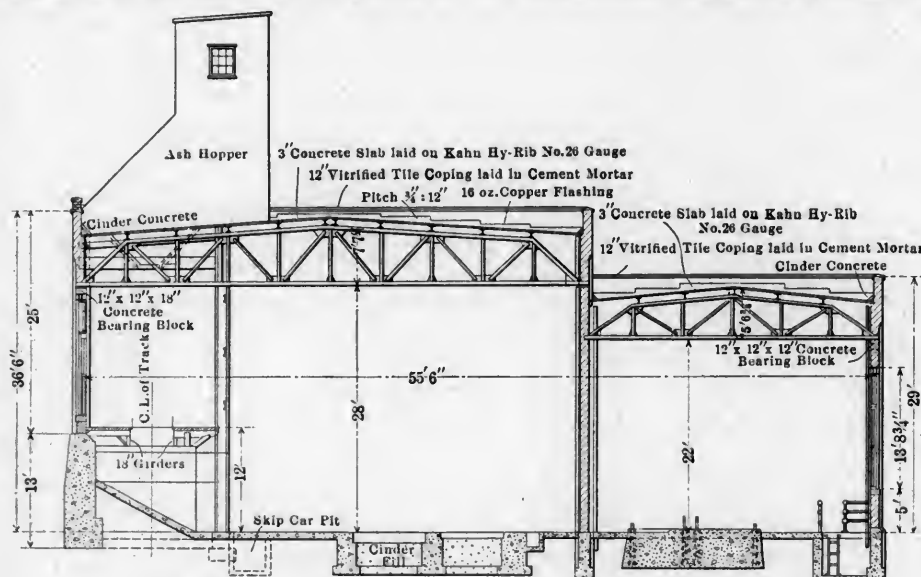 Ash Hopper
3"Concrete Slab laid on Kahn Hy-Rib No.26 Gauge
12"Vitrified Tile Coping laid in Cement Mortar
Pitch ⅜":12" 16 oz.Copper Flashing
Cinder Concrete
3"Concrete Slab laid on Kahn Hy-Rib
No.26 Gauge
12"Vitrified Tile Coping laid in Cement Mortar
Cinder Concrete
12"x 12"x 18"
Concrete
Bearing Block
12"x 12"x 12"Concrete
Bearing Block
C.L.of Track
55'6"
36'6"
25'
28'
22'
29'
13'8¾"
5'
13'
12'
18"Girders
Skip Car Pit
Cinder
Fill